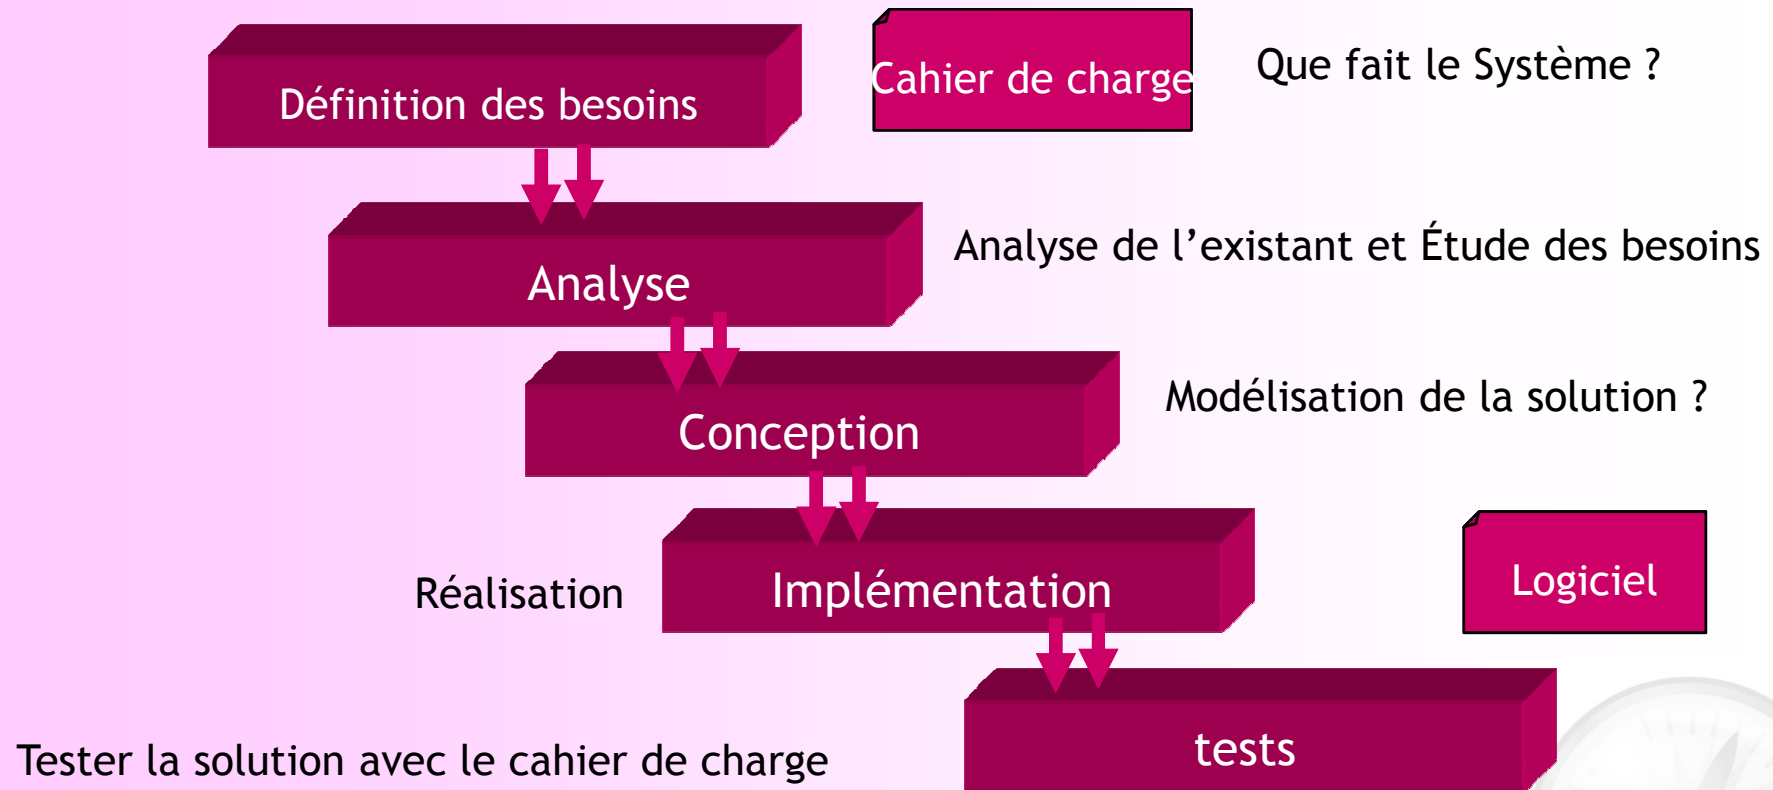 Définition des besoins
Cahier de charge
Que fait le Système ?
Analyse
Analyse de l’existant et Étude des besoins
Conception
Modélisation de la solution ?
Réalisation
Implémentation
Logiciel
tests
Tester la solution avec le cahier de charge